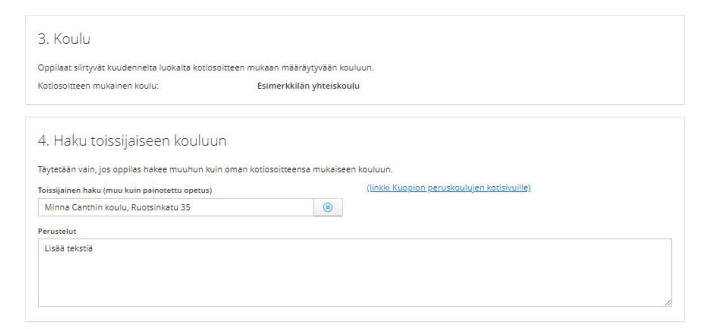 3. Koulu
Oppilaat siirtyvät kuudennelta luokalta kotiosoitteen mukaan määräytyvään kouluun.
Kotiosoitteen mukainen koulu: Esimerkkilän yhteiskoulu
4. Haku toissijaiseen kouluun
Täytetään vain, jos oppilas hakee muuhun kuin oman kotiosoitteensa mukaiseen kouluun.
Toissijainen haku (muu kuin painotettu opetus) (linkki Kuopion peruskoulujen kotisivuille)
Minna Canthin koulu, Ruotsinkatu 35
Perustelut
Lisää tekstiä